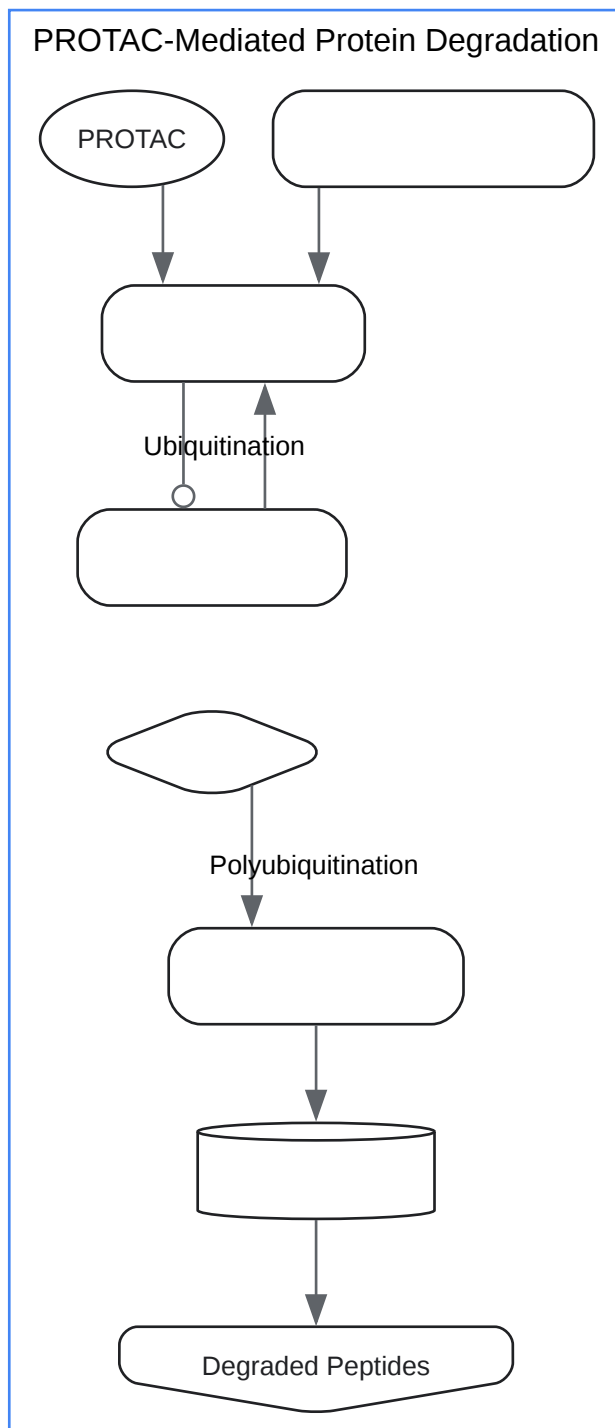 PROTAC-Mediated Protein Degradation
PROTAC
Ubiquitination
Polyubiquitination
Degraded Peptides